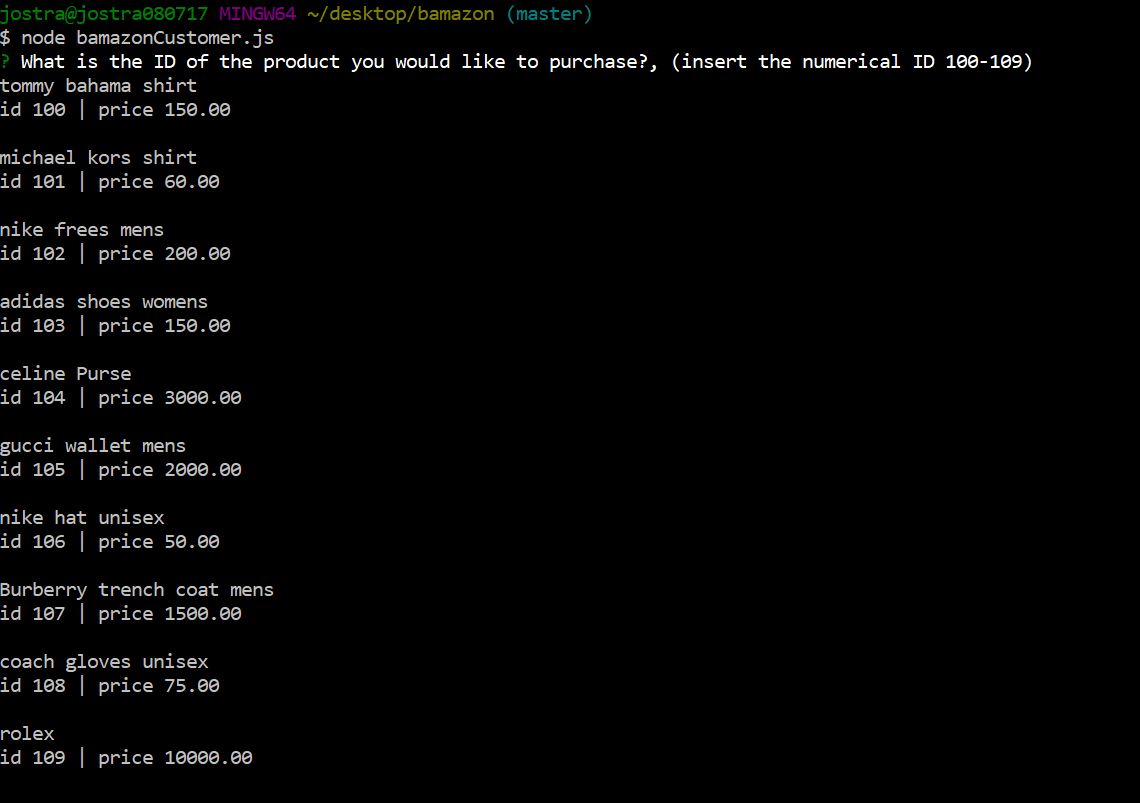 jostra@jostra080717 MINGW64 ~/desktop/bamazon (master)
$ node bamazonCustomer.js
? What is the ID of the product you would like to purchase?, (insert the numerical ID 100-109)
tommy bahama shirt
id 100 | price 150.00
michael kors shirt
id 101 | price 60.00
nike frees mens
id 102 | price 200.00
adidas shoes womens
id 103 | price 150.00
celine Purse
id 104 | price 3000.00
gucci wallet mens
id 105 | price 2000.00
nike hat unisex
id 106 | price 50.00
Burberry trench coat mens
id 107 | price 1500.00
coach gloves unisex
id 108 | price 75.00
rolex
id 109 | price 10000.00